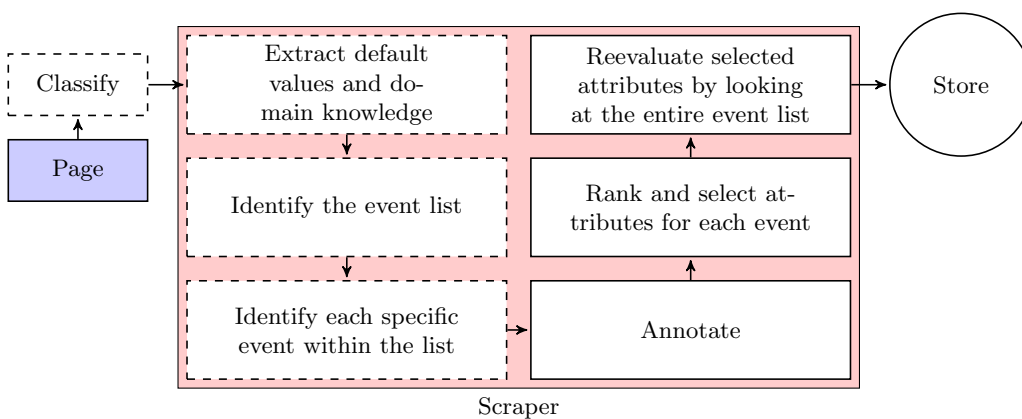 Classify
Page
Extract default
values and do-
main knowledge
Identify the event list
Identify each specific
event within the list
Reevaluate selected
attributes by looking
at the entire event list
Rank and select at-
tributes for each event
Annotate
Store
Scraper